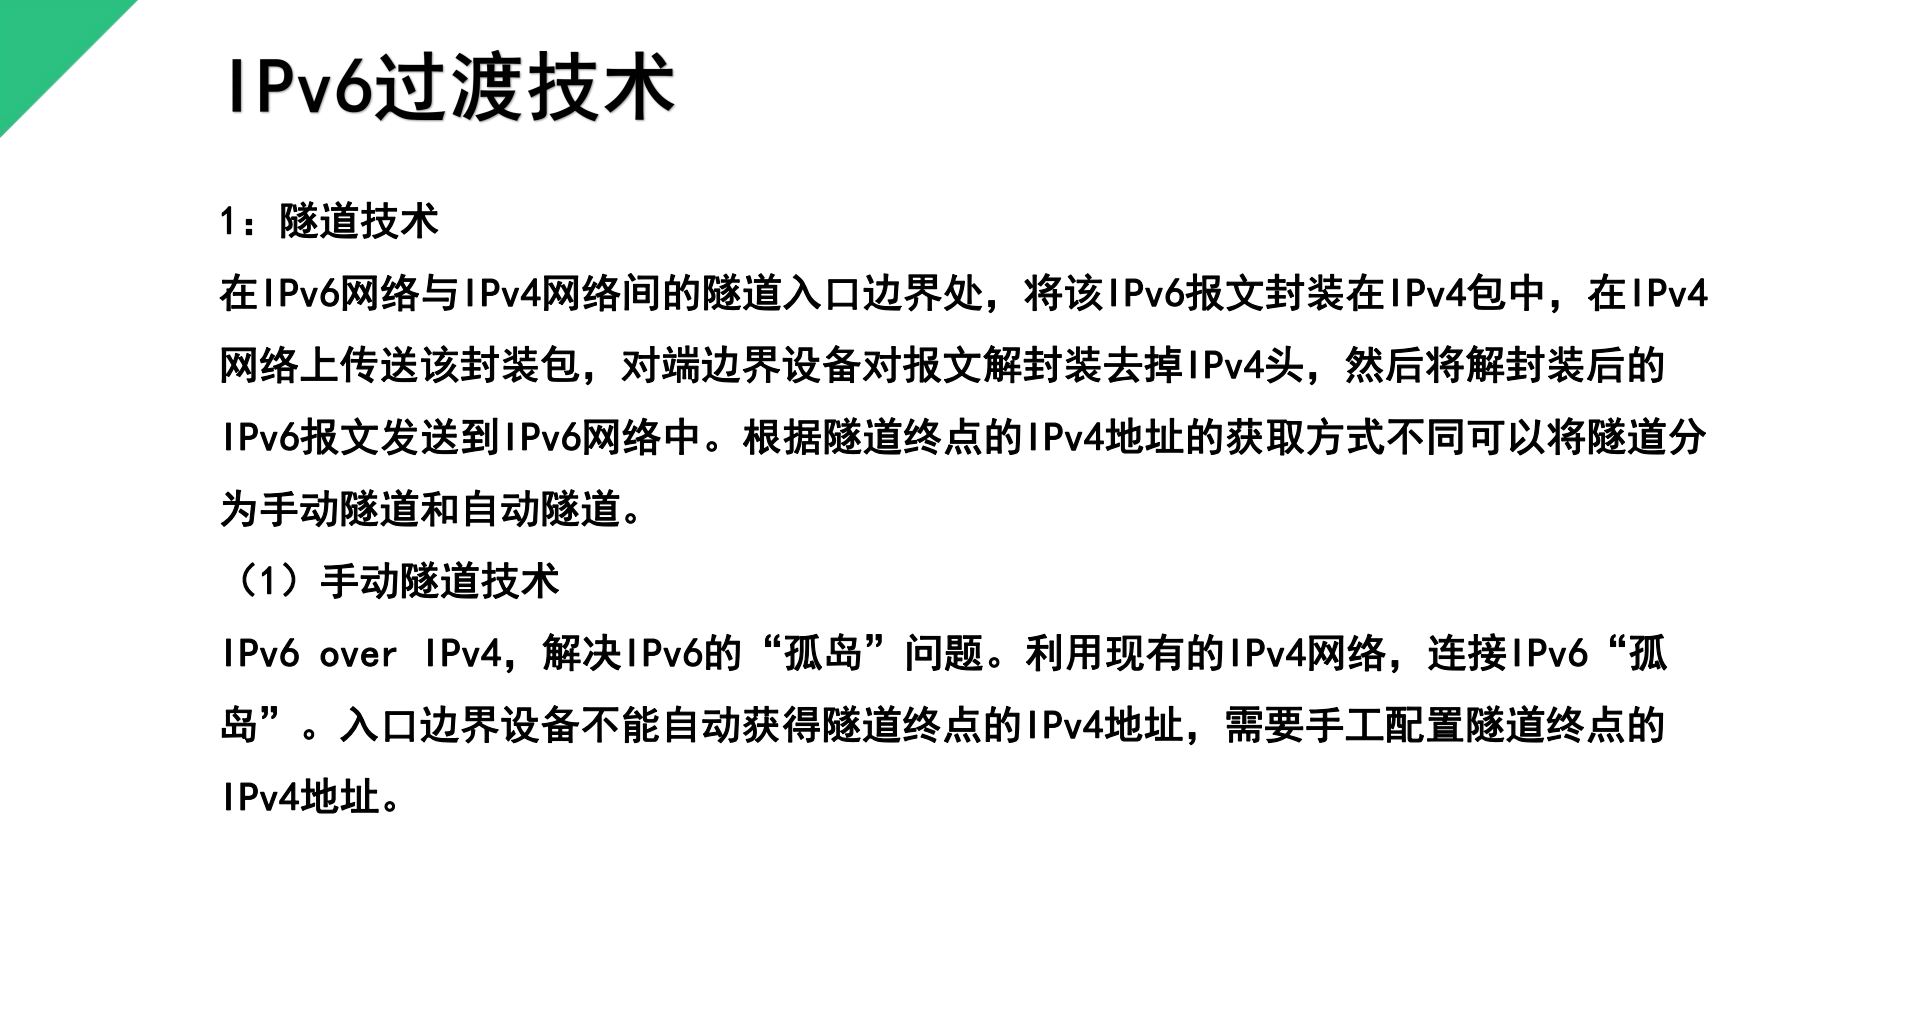 IPv6过渡技术
1：隧道技术
在IPv6网络与IPv4网络间的隧道入口边界处，将该IPv6报文封装在IPv4包中，在IPv4
网络上传送该封装包，对端边界设备对报文解封装去掉IPv4头，然后将解封装后的
IPv6报文发送到IPv6网络中。根据隧道终点的IPv4地址的获取方式不同可以将隧道分
为手动隧道和自动隧道。
（1）手动隧道技术
IPv6 over IPv4，解决IPv6的“孤岛”问题。利用现有的IPv4网络，连接IPv6“孤
岛”。入口边界设备不能自动获得隧道终点的IPv4地址，需要手工配置隧道终点的
IPv4地址。